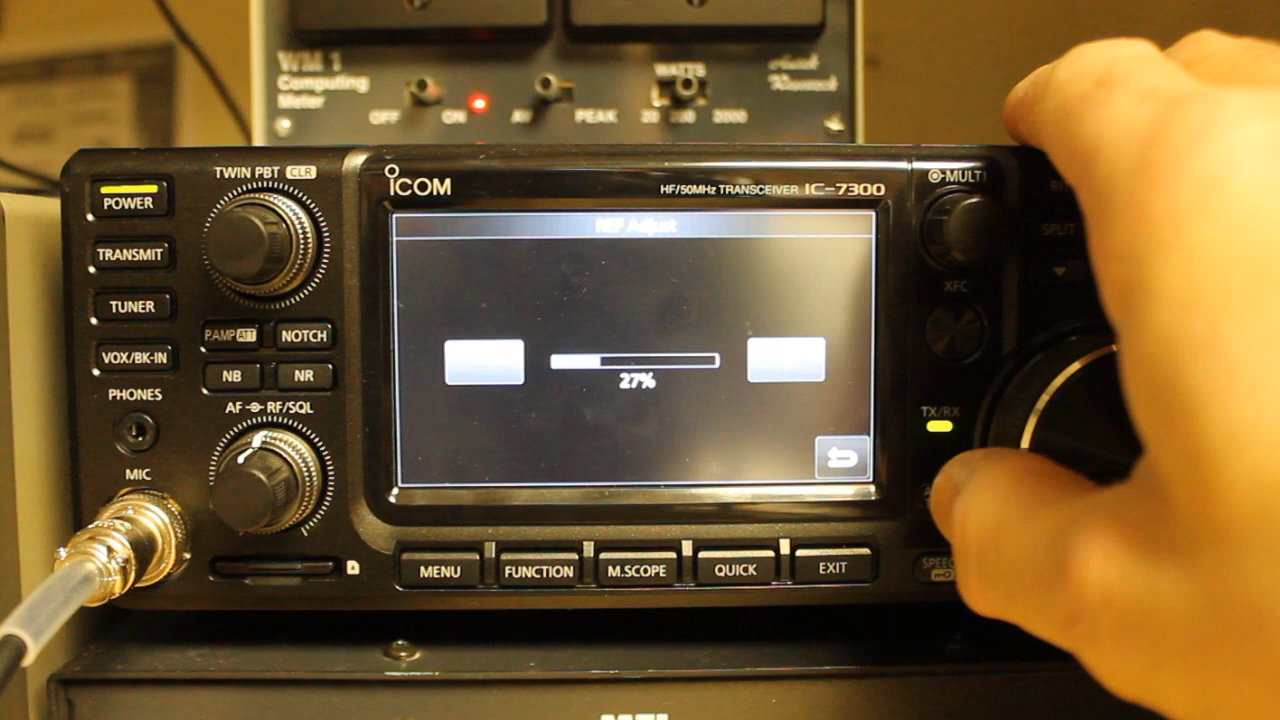 WM 1
Computing
Meter
WATTS
OFF ON AV PEAK 20 200 2000
TWIN PBT CLR
ICOM
HF/50MHz TRANSCEIVER IC-7300
MULTI
POWER
REF Adjust
SPLIT
TRANSMIT
XFC
TUNER
P.AMP ATT NOTCH
VOX/BK-IN
NB NR
27%
PHONES
AF RF/SQL
TX/RX
MIC
MENU FUNCTION M.SCOPE QUICK EXIT